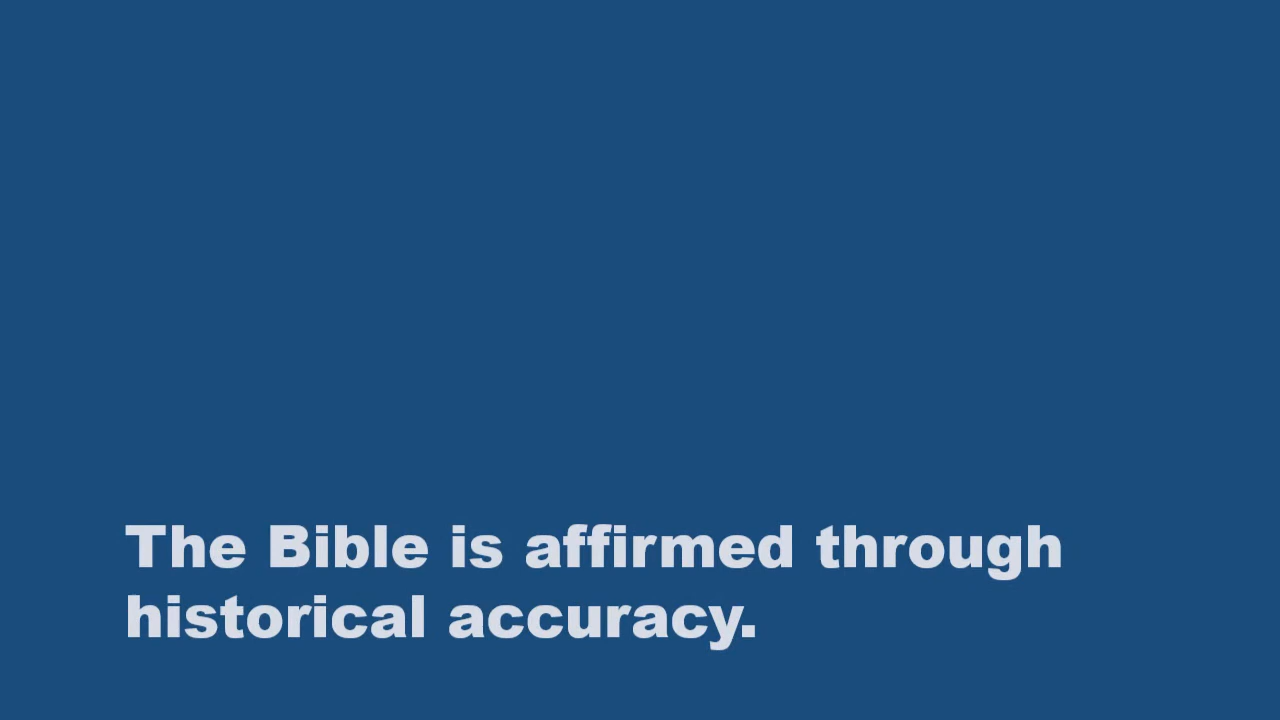 The Bible is affirmed through
historical accuracy.